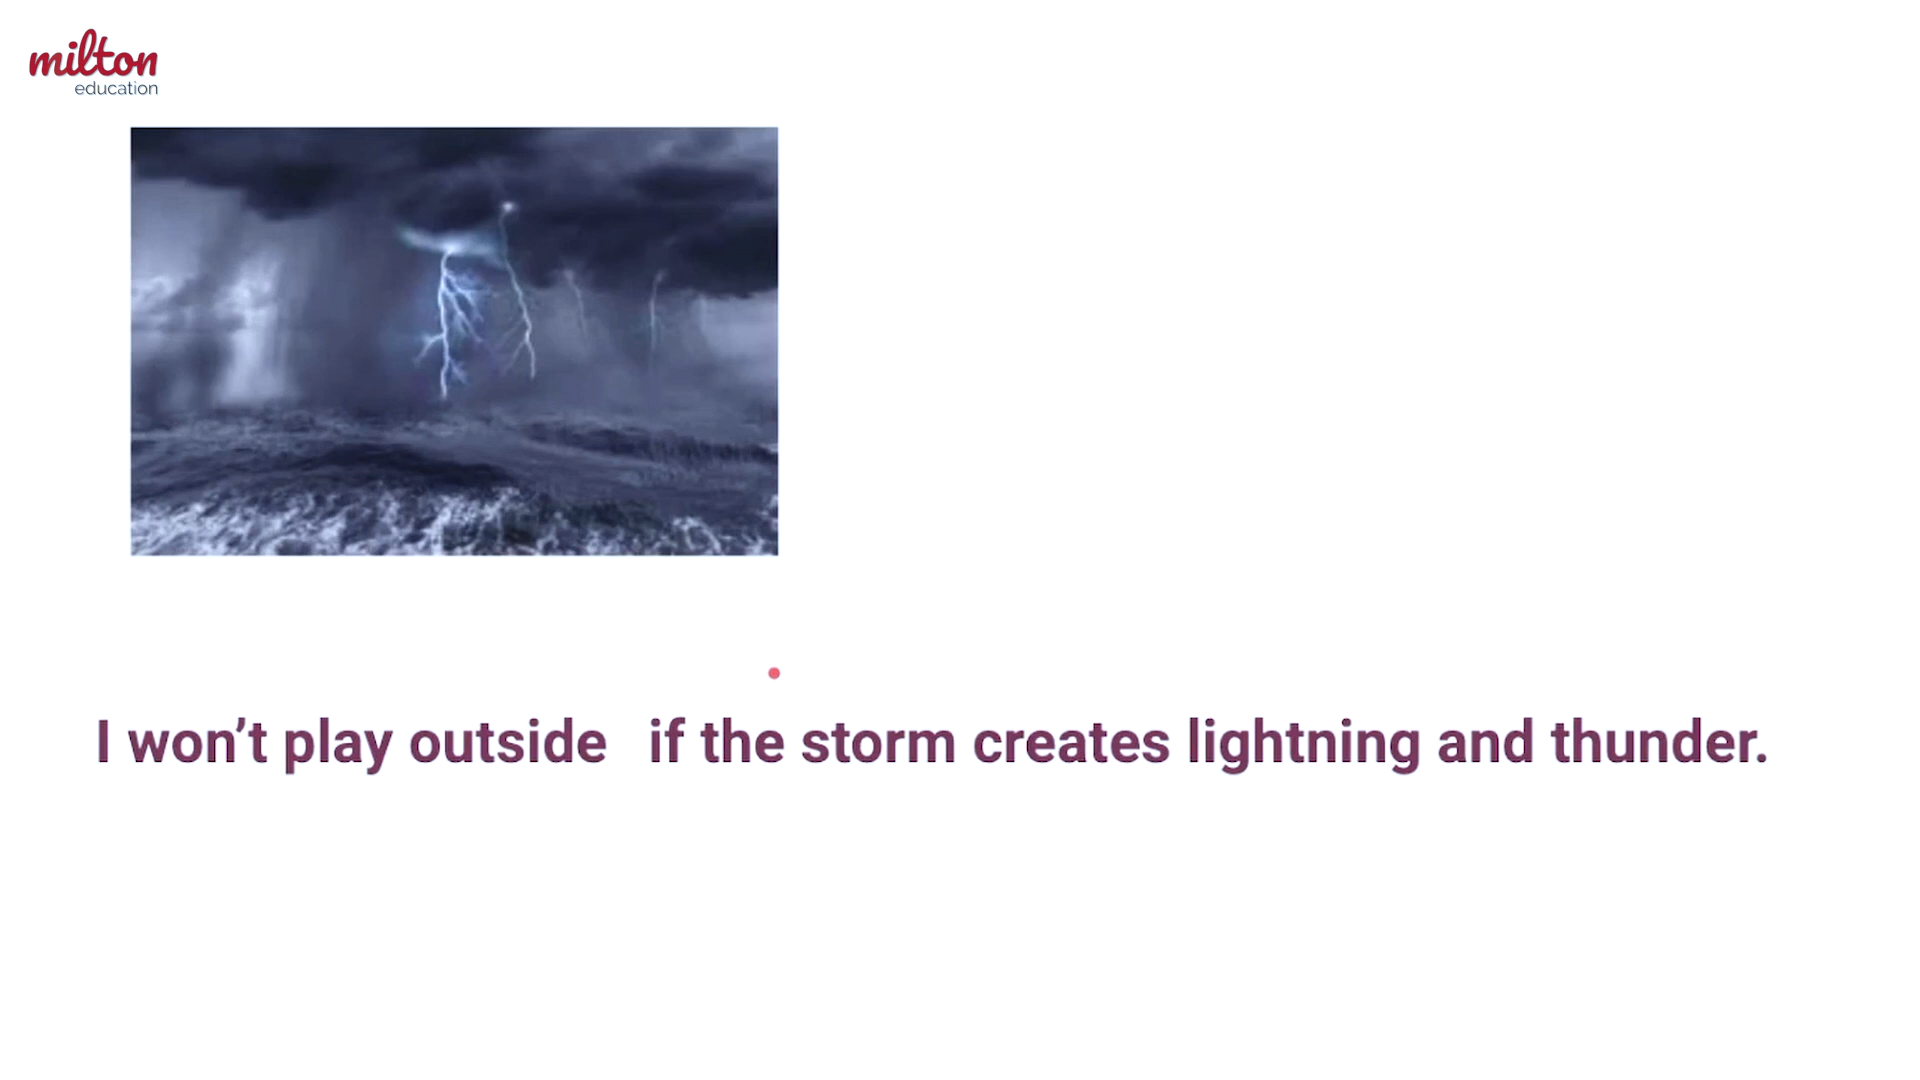 milton
education
I won’t play outside if the storm creates lightning and thunder.